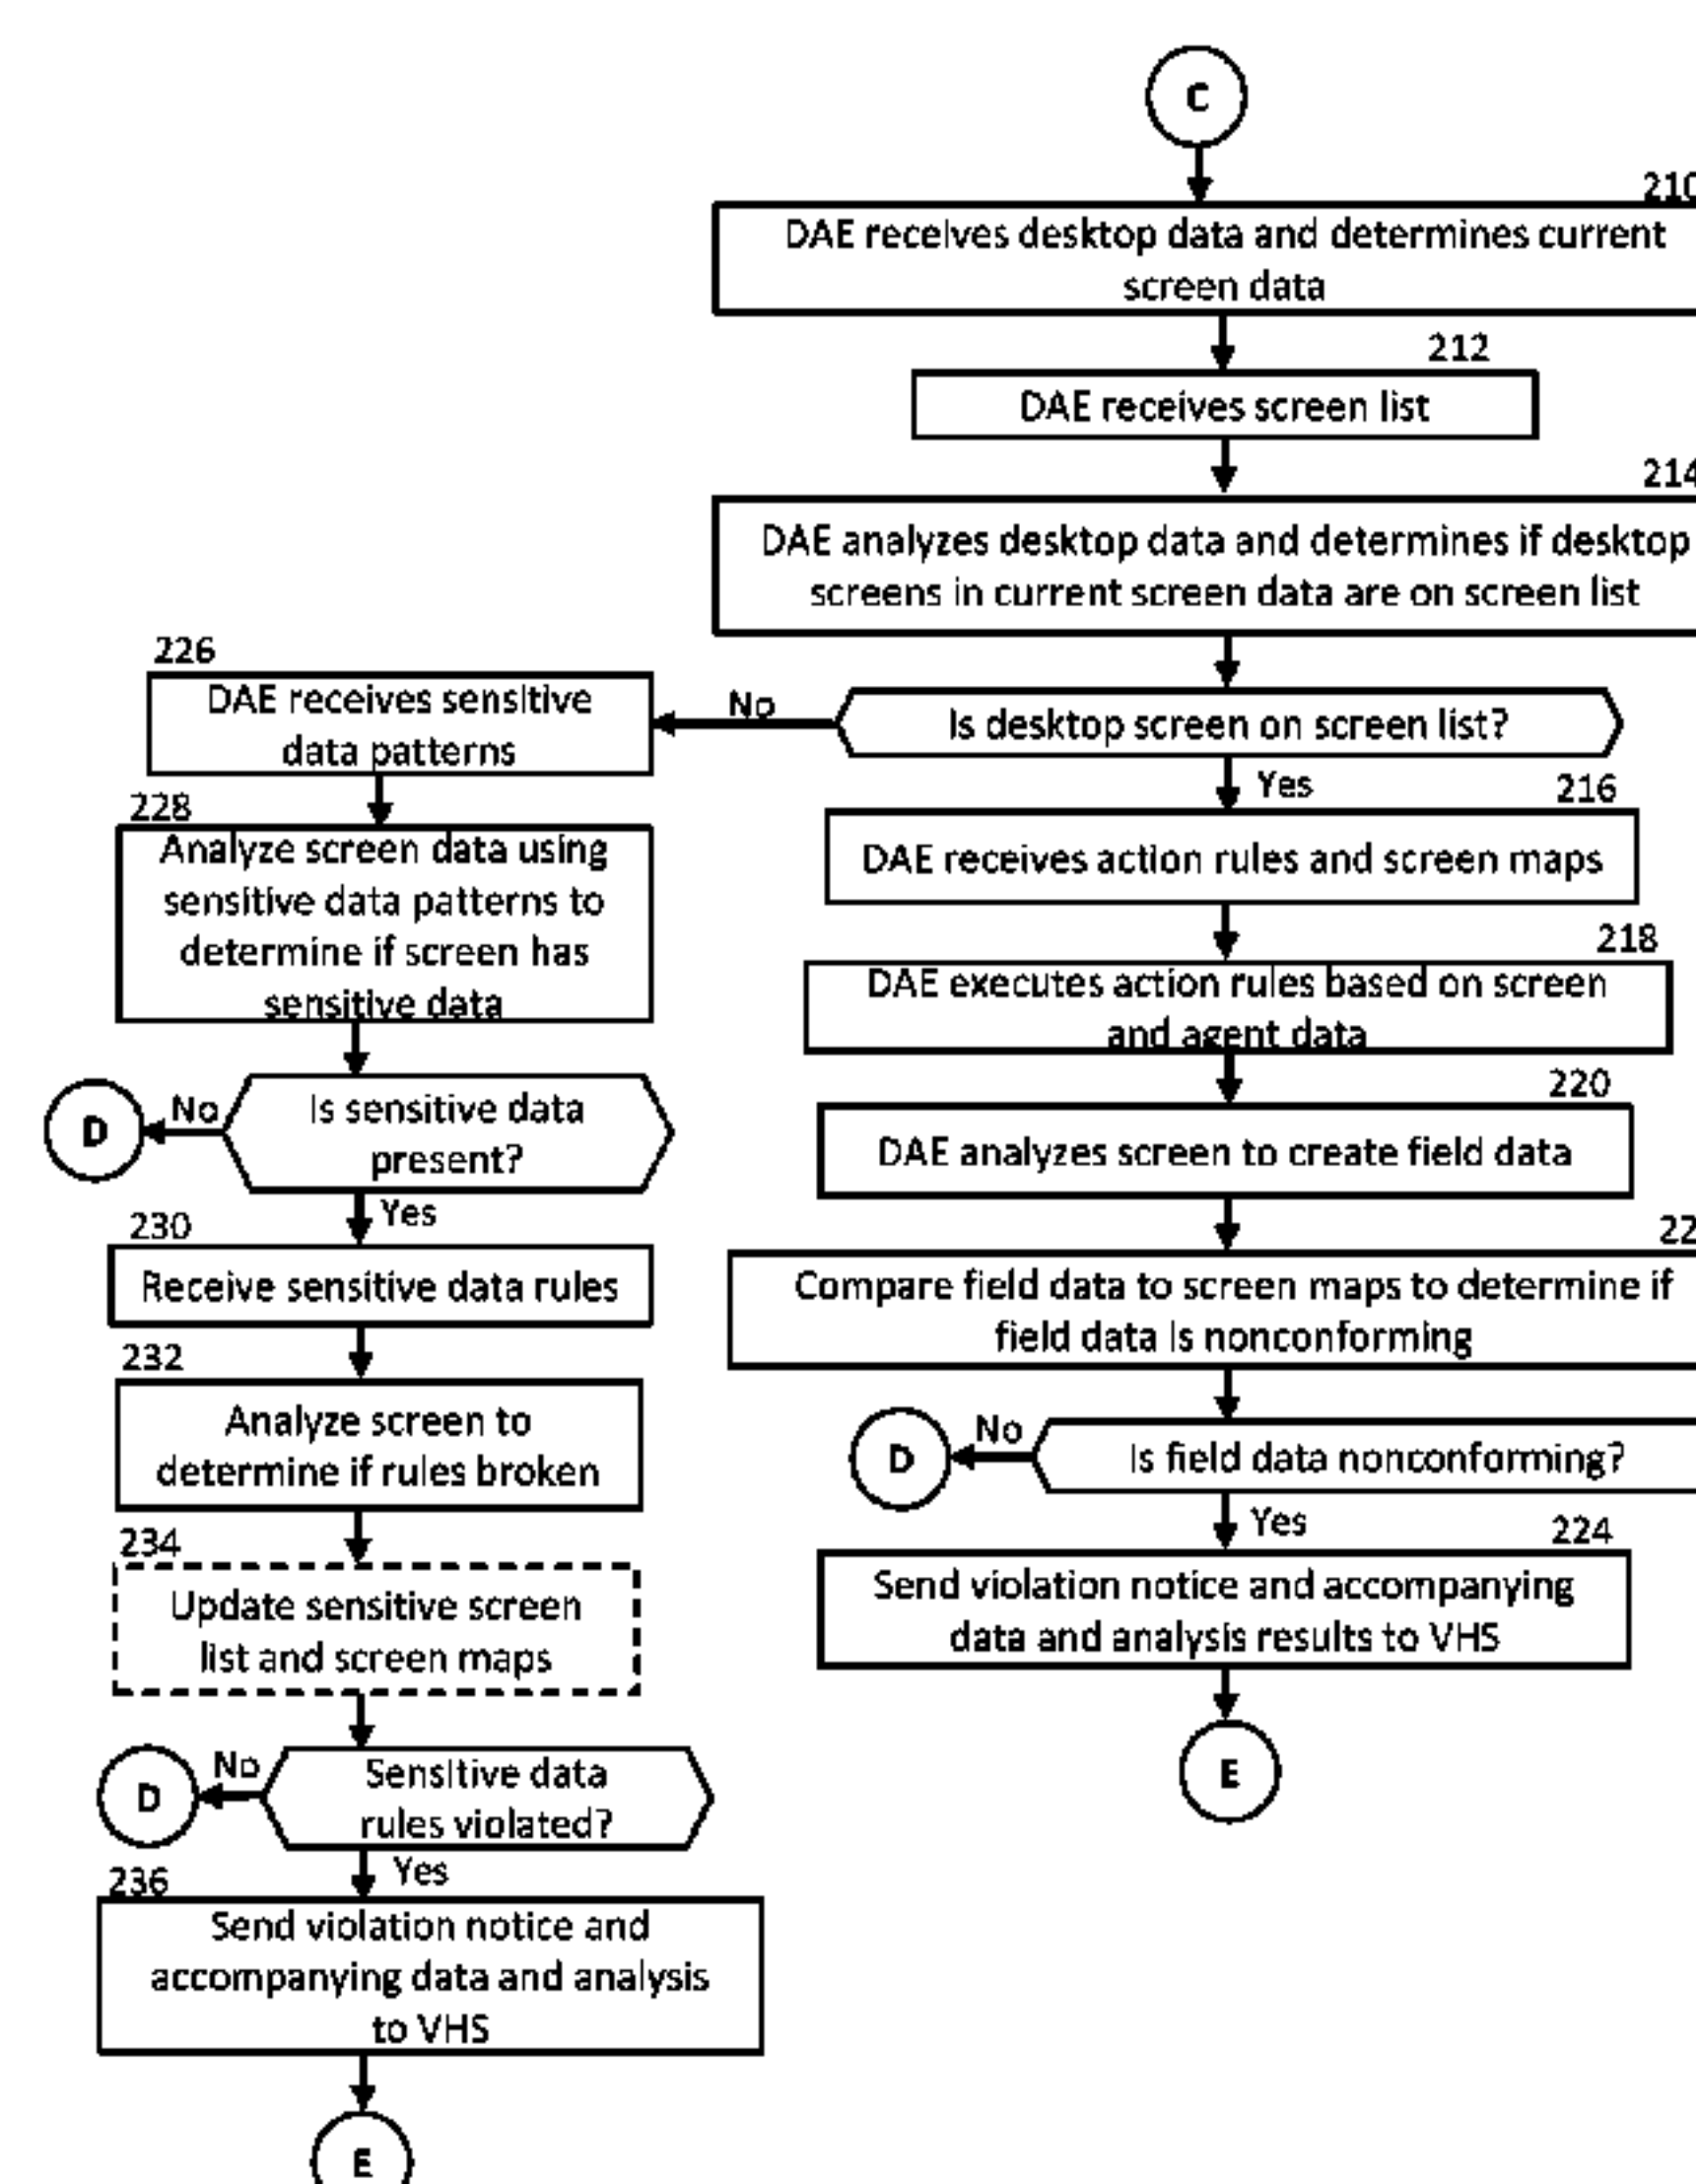 C
210
DAE receives desktop data and determines current
screen data
212
DAE receives screen list
214
DAE analyzes desktop data and determines if desktop
screens in current screen data are on screen list
Is desktop screen on screen list?
No
Yes
216
DAE receives action rules and screen maps
218
DAE executes action rules based on screen
and agent data
220
DAE analyzes screen to create field data
22
Compare field data to screen maps to determine if
field data is nonconforming
Is field data nonconforming?
No
D
Yes
224
Send violation notice and accompanying
data and analysis results to VHS
E
226
DAE receives sensitive
data patterns
228
Analyze screen data using
sensitive data patterns to
determine if screen has
sensitive data
Is sensitive data
present?
No
D
Yes
230
Receive sensitive data rules
232
Analyze screen to
determine if rules broken
234
Update sensitive screen
list and screen maps
Sensitive data
rules violated?
No
D
Yes
236
Send violation notice and
accompanying data and analysis
to VHS
E